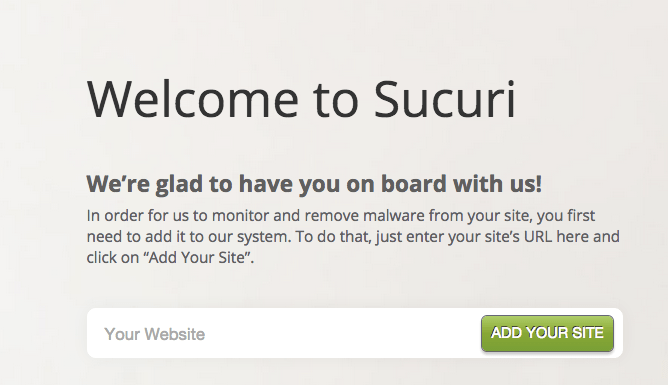 Welcome to Sucuri
We’re glad to have you on board with us!
In order for us to monitor and remove malware from your site, you first
need to add it to our system. To do that, just enter your site’s URL here and
click on “Add Your Site”.
Your Website
ADD YOUR SITE